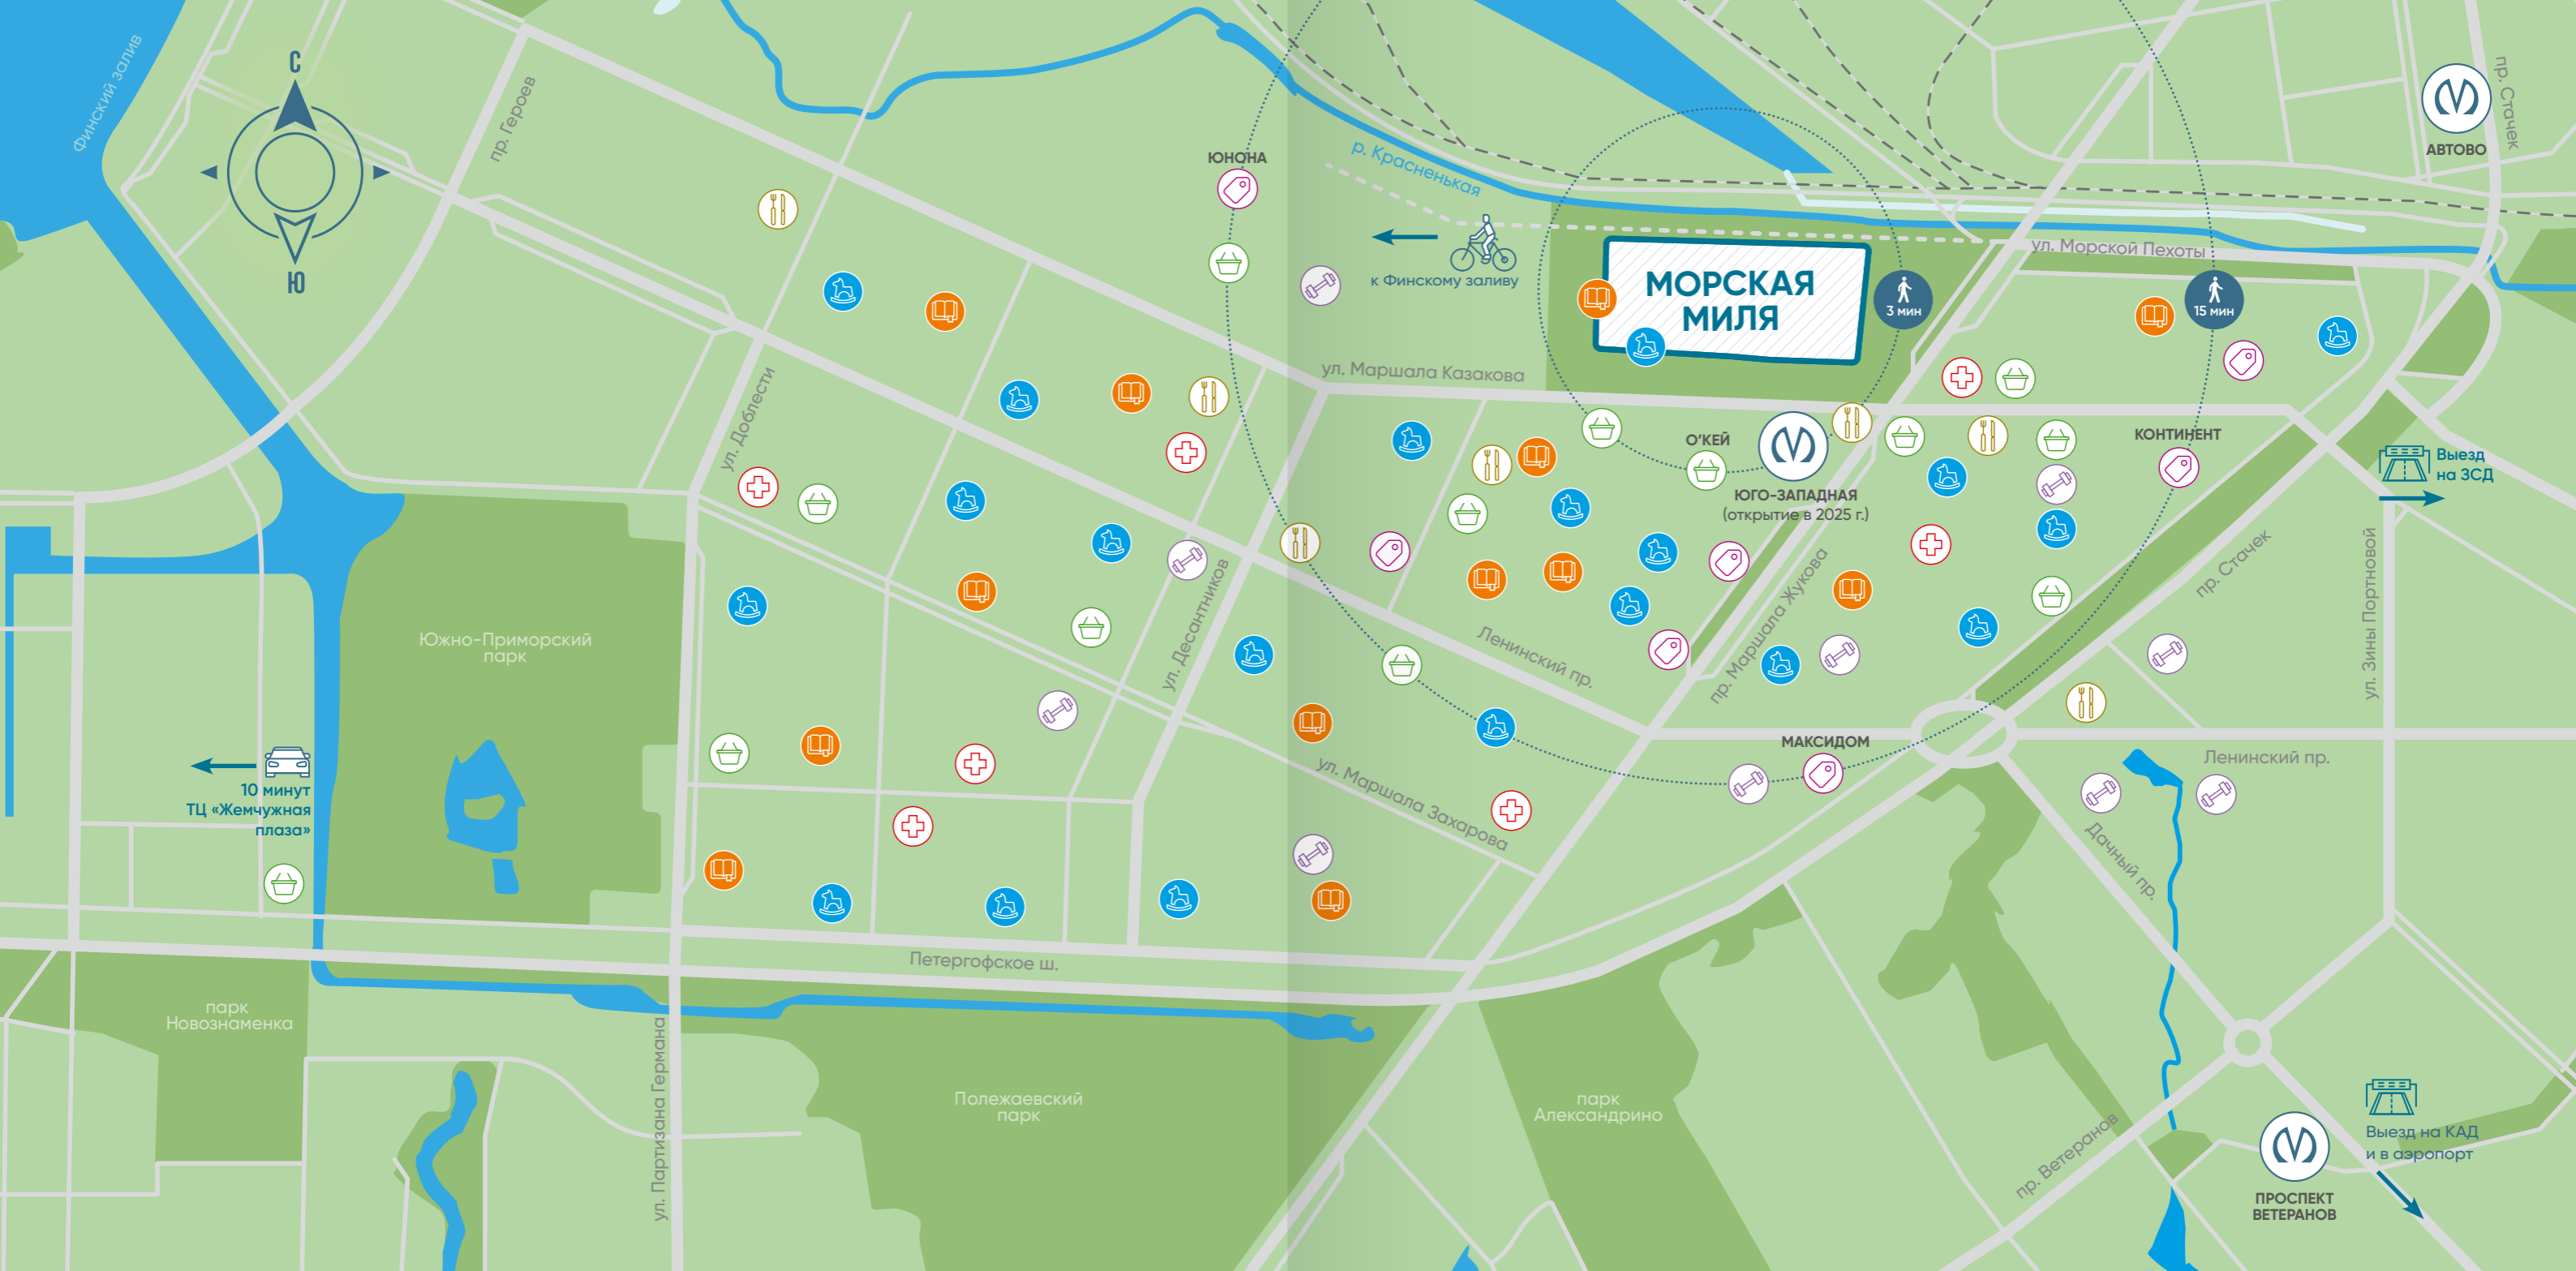 С
Ю
Финский залив
пр. Героев
ЮНОНА
р. Красненькая
к Финскому заливу
МОРСКАЯ
МИЛЯ
3 мин
15 мин
ул. Морской Пехоты
АВТОВО
пр. Стачек
ул. Маршала Казакова
О'КЕЙ
ЮГО-ЗАПАДНАЯ
(открытие в 2025 г.)
КОНТИНЕНТ
Выезд
на ЗСД
ул. Доблести
ул. Десантников
Ленинский пр.
пр. Маршала Жукова
пр. Стачек
ул. Зины Портновой
Южно-Приморский
парк
МАКСИДОМ
Ленинский пр.
10 минут
ТЦ «Жемчужная
плаза»
ул. Маршала Захарова
Дачный пр.
Петергофское ш.
парк
Новознаменка
ул. Партизана Германа
Полежаевский
парк
парк
Александрино
пр. Ветеранов
Выезд на КАД
и в аэропорт
ПРОСПЕКТ
ВЕТЕРАНОВ